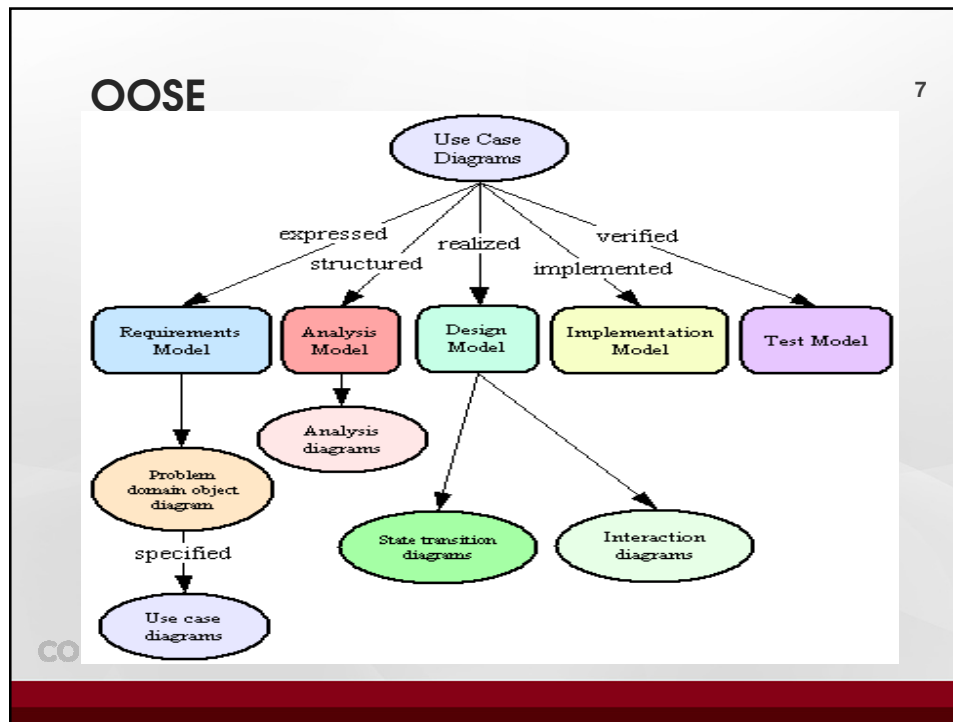 OOSE
7
Use Case
Diagrams
expressed
structured
realized
implemented
verified
Requirements
Model
Analysis
Model
Design
Model
Implementation
Model
Test Model
Analysis
diagrams
Problem
domain object
diagram
State transition
diagrams
Interaction
diagrams
specified
Use case
diagrams
CO